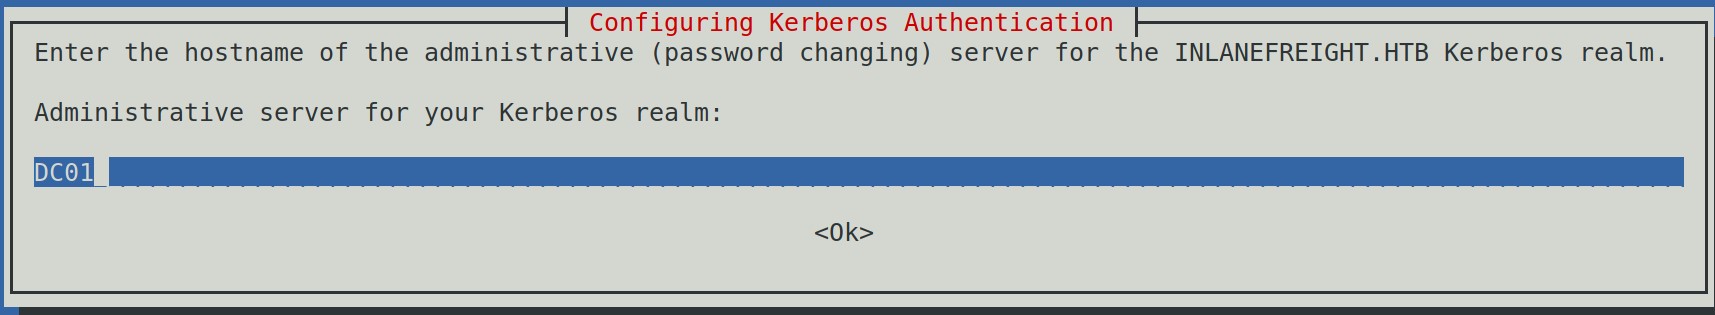 Configuring Kerberos Authentication
Enter the hostname of the administrative (password changing) server for the INLANEFREIGHT.HTB Kerberos realm.
Administrative server for your Kerberos realm:
DC01
<Ok>